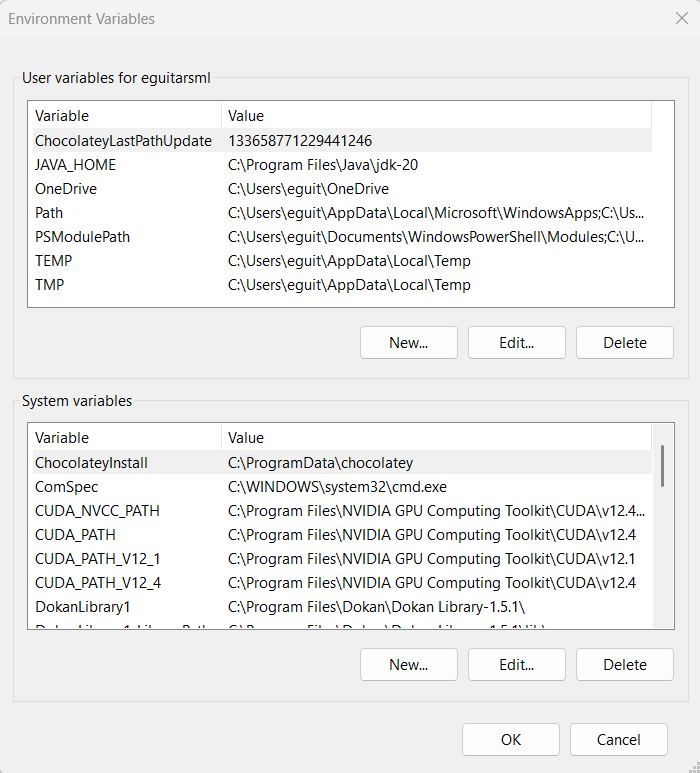 Environment Variables
User variables for eguitarsml
Variable Value
ChocolateyLastPathUpdate 133658771229441246
JAVA_HOME C:\Program Files\Java\jdk-20
OneDrive C:\Users\eguit\OneDrive
Path C:\Users\eguit\AppData\Local\Microsoft\WindowsApps;C:\Us...
PSModulePath C:\Users\eguit\Documents\WindowsPowerShell\Modules;C:\U...
TEMP C:\Users\eguit\AppData\Local\Temp
TMP C:\Users\eguit\AppData\Local\Temp
New... Edit... Delete
System variables
Variable Value
ChocolateyInstall C:\ProgramData\chocolatey
ComSpec C:\WINDOWS\system32\cmd.exe
CUDA_NVCC_PATH C:\Program Files\NVIDIA GPU Computing Toolkit\CUDA\v12.4...
CUDA_PATH C:\Program Files\NVIDIA GPU Computing Toolkit\CUDA\v12.4
CUDA_PATH_V12_1 C:\Program Files\NVIDIA GPU Computing Toolkit\CUDA\v12.1
CUDA_PATH_V12_4 C:\Program Files\NVIDIA GPU Computing Toolkit\CUDA\v12.4
DokanLibrary1 C:\Program Files\Dokan\Dokan Library-1.5.1\
New... Edit... Delete
OK Cancel